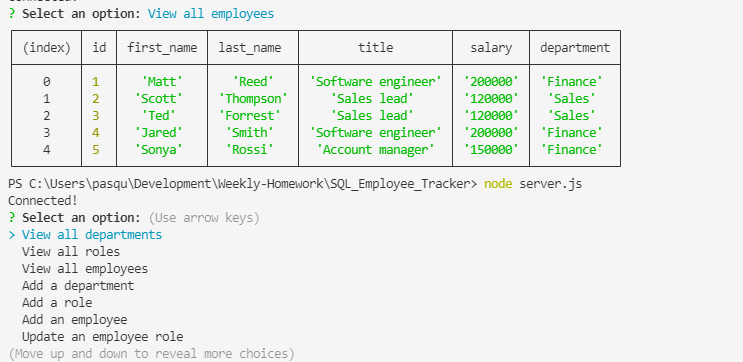 Connected!
? Select an option: View all employees
(index) id first_name last_name title salary department
0 1 'Matt' 'Reed' 'Software engineer' '200000' 'Finance'
1 2 'Scott' 'Thompson' 'Sales lead' '120000' 'Sales'
2 3 'Ted' 'Forrest' 'Sales lead' '120000' 'Sales'
3 4 'Jared' 'Smith' 'Software engineer' '200000' 'Finance'
4 5 'Sonya' 'Rossi' 'Account manager' '150000' 'Finance'
PS C:\Users\pasqu\Development\Weekly-Homework\SQL_Employee_Tracker> node server.js
Connected!
? Select an option: (Use arrow keys)
> View all departments
View all roles
View all employees
Add a department
Add a role
Add an employee
Update an employee role
(Move up and down to reveal more choices)